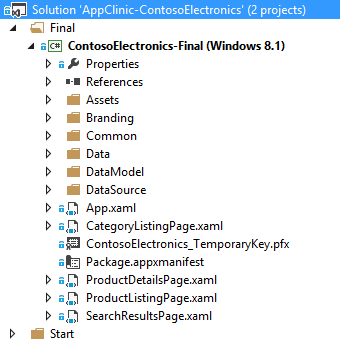 Solution 'AppClinic-ContosoElectronics' (2 projects)
Final
C# ContosoElectronics-Final (Windows 8.1)
Properties
References
Assets
Branding
Common
Data
DataModel
DataSource
App.xaml
CategoryListingPage.xaml
ContosoElectronics_TemporaryKey.pfx
Package.appxmanifest
ProductDetailsPage.xaml
ProductListingPage.xaml
SearchResultsPage.xaml
Start